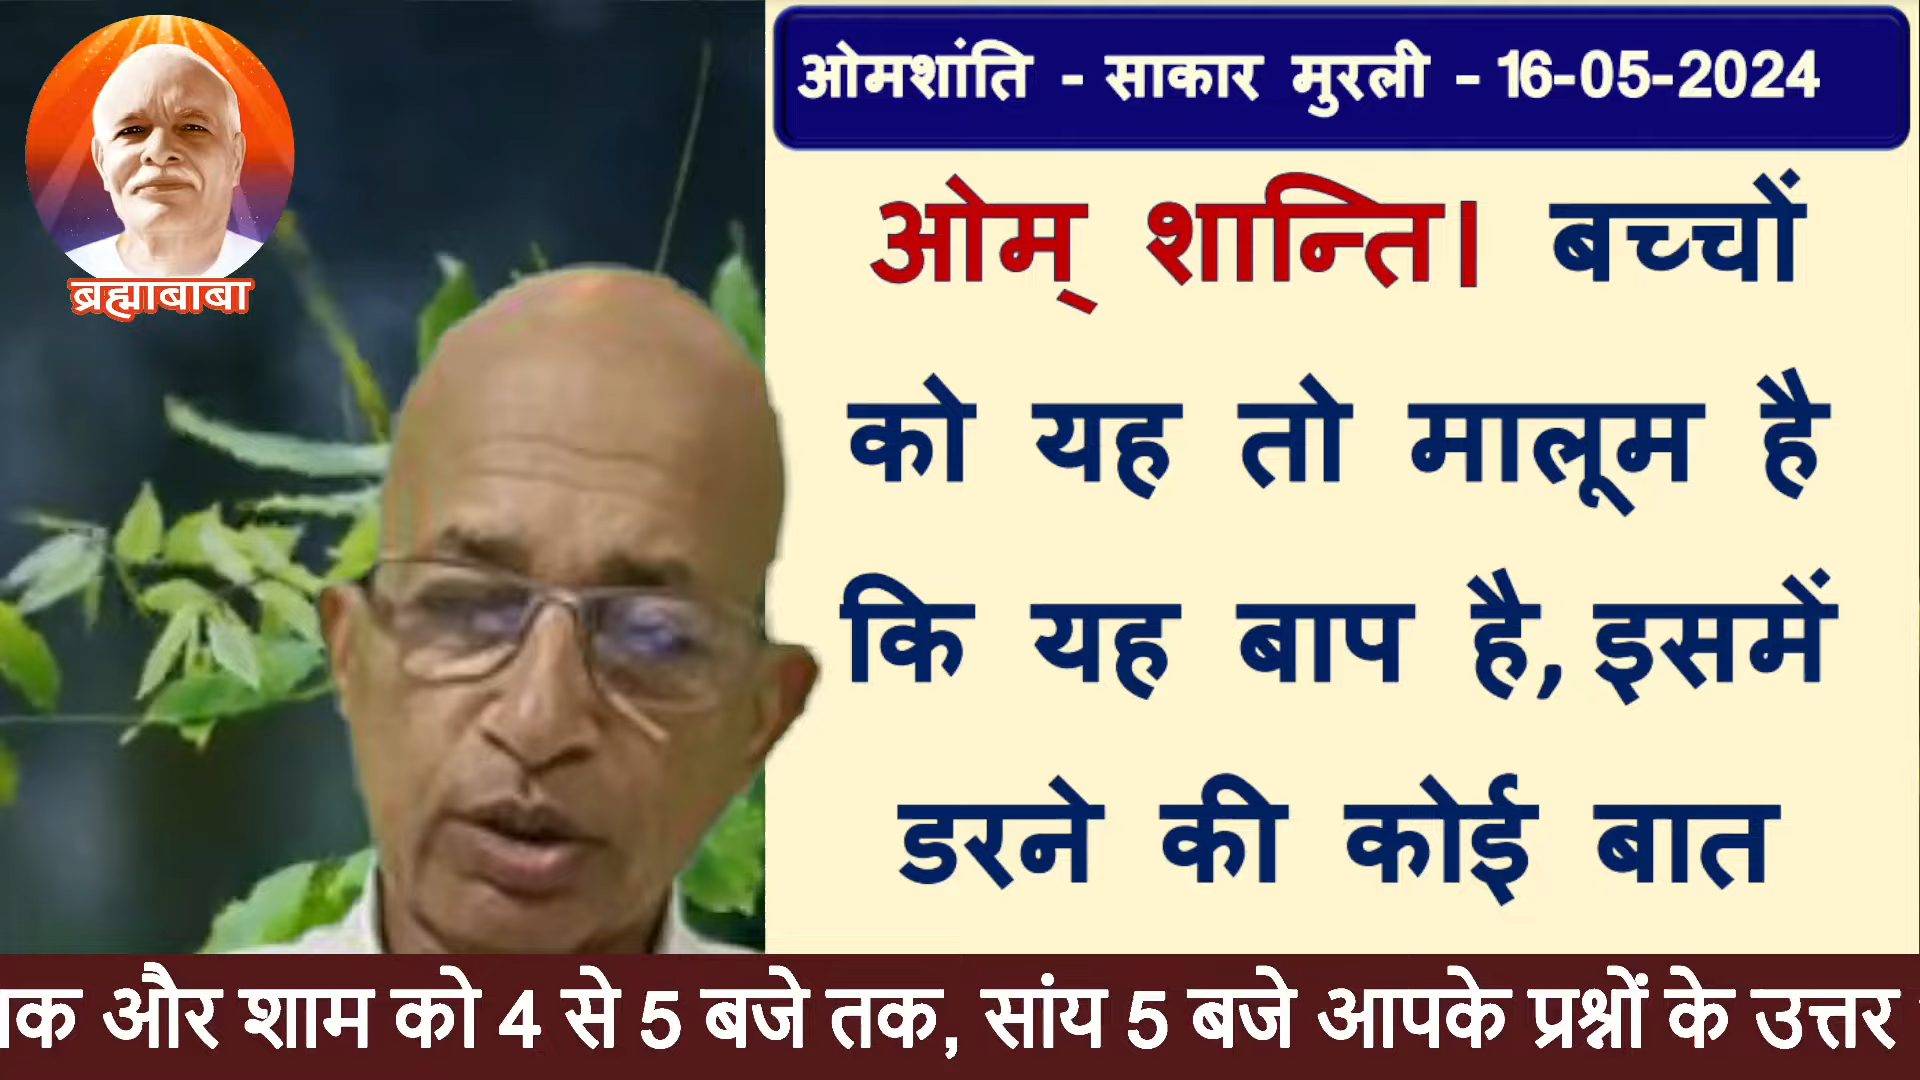 ओमशांति - साकार मुरली - 16-05-2024
ब्रह्माबाबा
ओम् शान्ति। बच्चों
को यह तो मालूम है
कि यह बाप है, इसमें
डरने की कोई बात
और शाम को 4 से 5 बजे तक, सांय 5 बजे आपके प्रश्नों के उत्तर